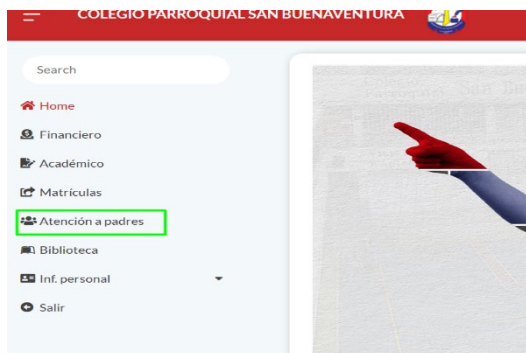 COLEGIO PARROQUIAL SAN BUENAVENTURA
Search
Home
Financiero
Académico
Matrículas
Atención a padres
Biblioteca
Inf. personal
Salir